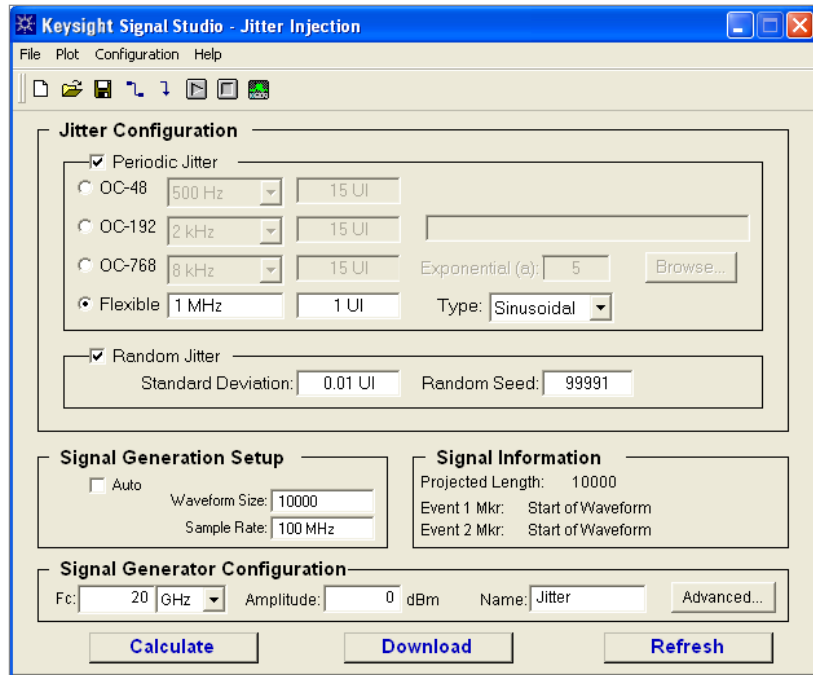 Keysight Signal Studio - Jitter Injection
File Plot Configuration Help
Jitter Configuration
Periodic Jitter
OC-48 500 Hz 15 UI
OC-192 2 kHz 15 UI
OC-768 8 kHz 15 UI Exponential (a): 5 Browse...
Flexible 1 MHz 1 UI Type: Sinusoidal
Random Jitter
Standard Deviation: 0.01 UI Random Seed: 99991
Signal Generation Setup
Auto
Waveform Size: 10000
Sample Rate: 100 MHz
Signal Information
Projected Length: 10000
Event 1 Mkr: Start of Waveform
Event 2 Mkr: Start of Waveform
Signal Generator Configuration
Fc: 20 GHz Amplitude: 0 dBm Name: Jitter Advanced...
Calculate Download Refresh